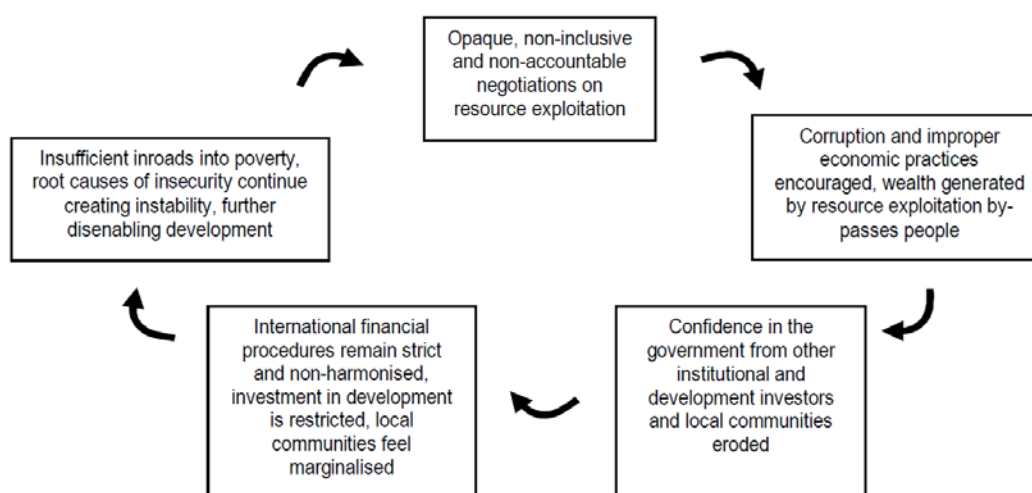 Opaque, non-inclusive
and non-accountable
negotiations on
resource exploitation
Corruption and improper
economic practices
encouraged, wealth generated
by resource exploitation by-
passes people
Confidence in the
government from other
institutional and
development investors
and local communities
eroded
International financial
procedures remain strict
and non-harmonised,
investment in development
is restricted, local
communities feel
marginalised
Insufficient inroads into poverty,
root causes of insecurity continue
creating instability, further
disenabling development